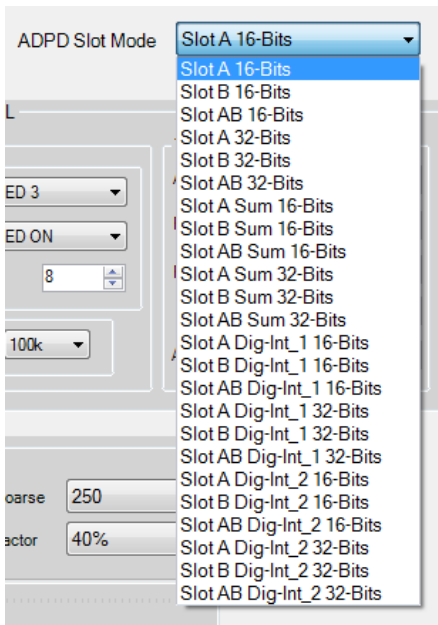 ADPD Slot Mode
Slot A 16-Bits
Slot A 16-Bits
Slot B 16-Bits
Slot AB 16-Bits
L
Slot A 32-Bits
Slot B 32-Bits
Slot AB 32-Bits
ED 3
Slot A Sum 16-Bits
Slot B Sum 16-Bits
ED ON
Slot AB Sum 16-Bits
8
Slot A Sum 32-Bits
Slot B Sum 32-Bits
Slot AB Sum 32-Bits
100k
Slot A Dig-Int_1 16-Bits
Slot B Dig-Int_1 16-Bits
Slot AB Dig-Int_1 16-Bits
Slot A Dig-Int_1 32-Bits
Slot B Dig-Int_1 32-Bits
Slot AB Dig-Int_1 32-Bits
Slot A Dig-Int_2 16-Bits
oarse 250
Slot B Dig-Int_2 16-Bits
Slot AB Dig-Int_2 16-Bits
actor 40%
Slot A Dig-Int_2 32-Bits
Slot B Dig-Int_2 32-Bits
Slot AB Dig-Int_2 32-Bits